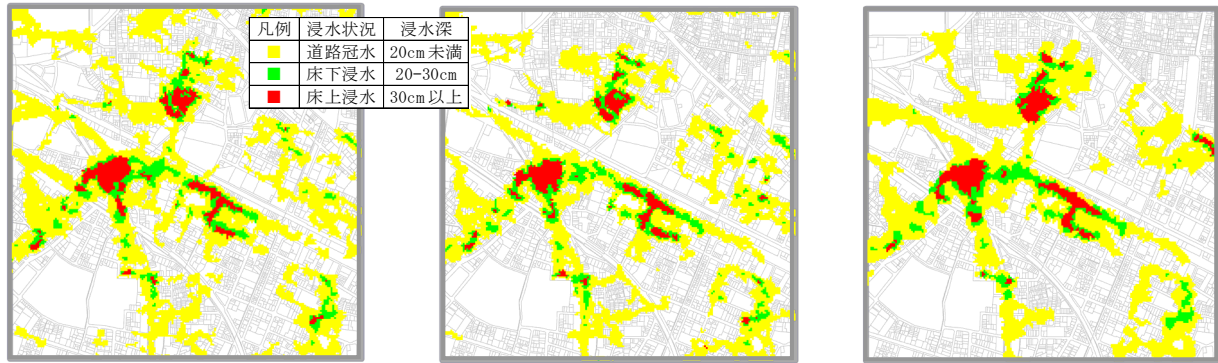 凡例 浸水状況 浸水深
道路冠水 20cm未満
床下浸水 20-30cm
床上浸水 30cm以上